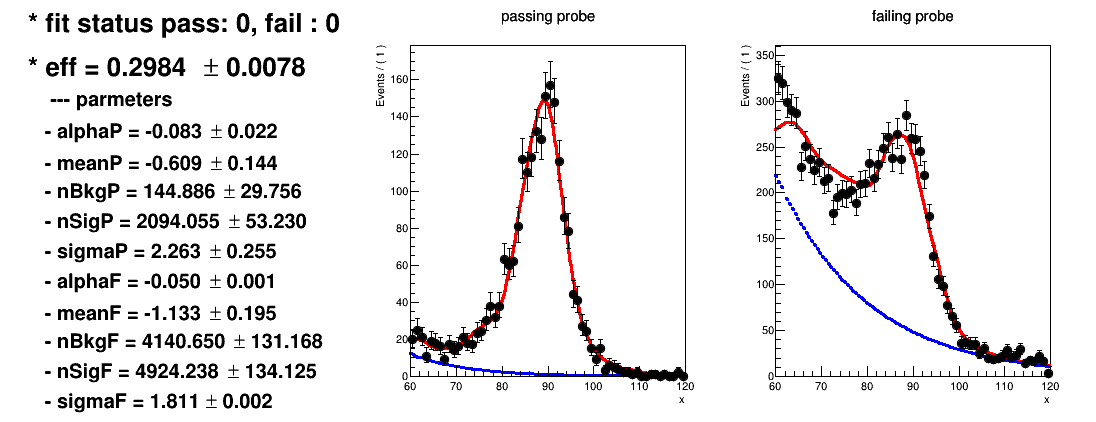 * fit status pass: 0, fail : 0
* eff = 0.2984 ± 0.0078
--- parmeters
- alphaP = -0.083 ± 0.022
- meanP = -0.609 ± 0.144
- nBkgP = 144.886 ± 29.756
- nSigP = 2094.055 ± 53.230
- sigmaP = 2.263 ± 0.255
- alphaF = -0.050 ± 0.001
- meanF = -1.133 ± 0.195
- nBkgF = 4140.650 ± 131.168
- nSigF = 4924.238 ± 134.125
- sigmaF = 1.811 ± 0.002
passing probe
Events / ( 1 )
160
140
120
100
80
60
40
20
0
60 70 80 90 100 110 120
x
failing probe
Events / ( 1 )
350
300
250
200
150
100
50
0
60 70 80 90 100 110 120
x